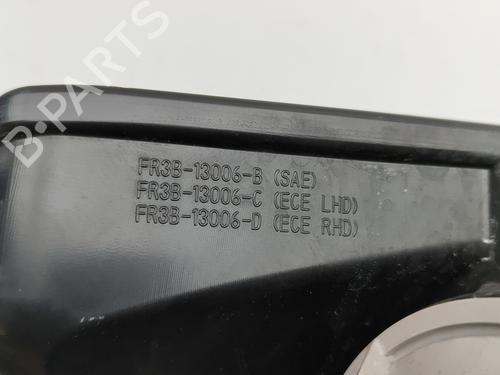 FR3B-13006-B (SAE)
FR3B-13006-C (ECE LHD)
FR3B-13006-D (ECE RHD)
B-PARTS